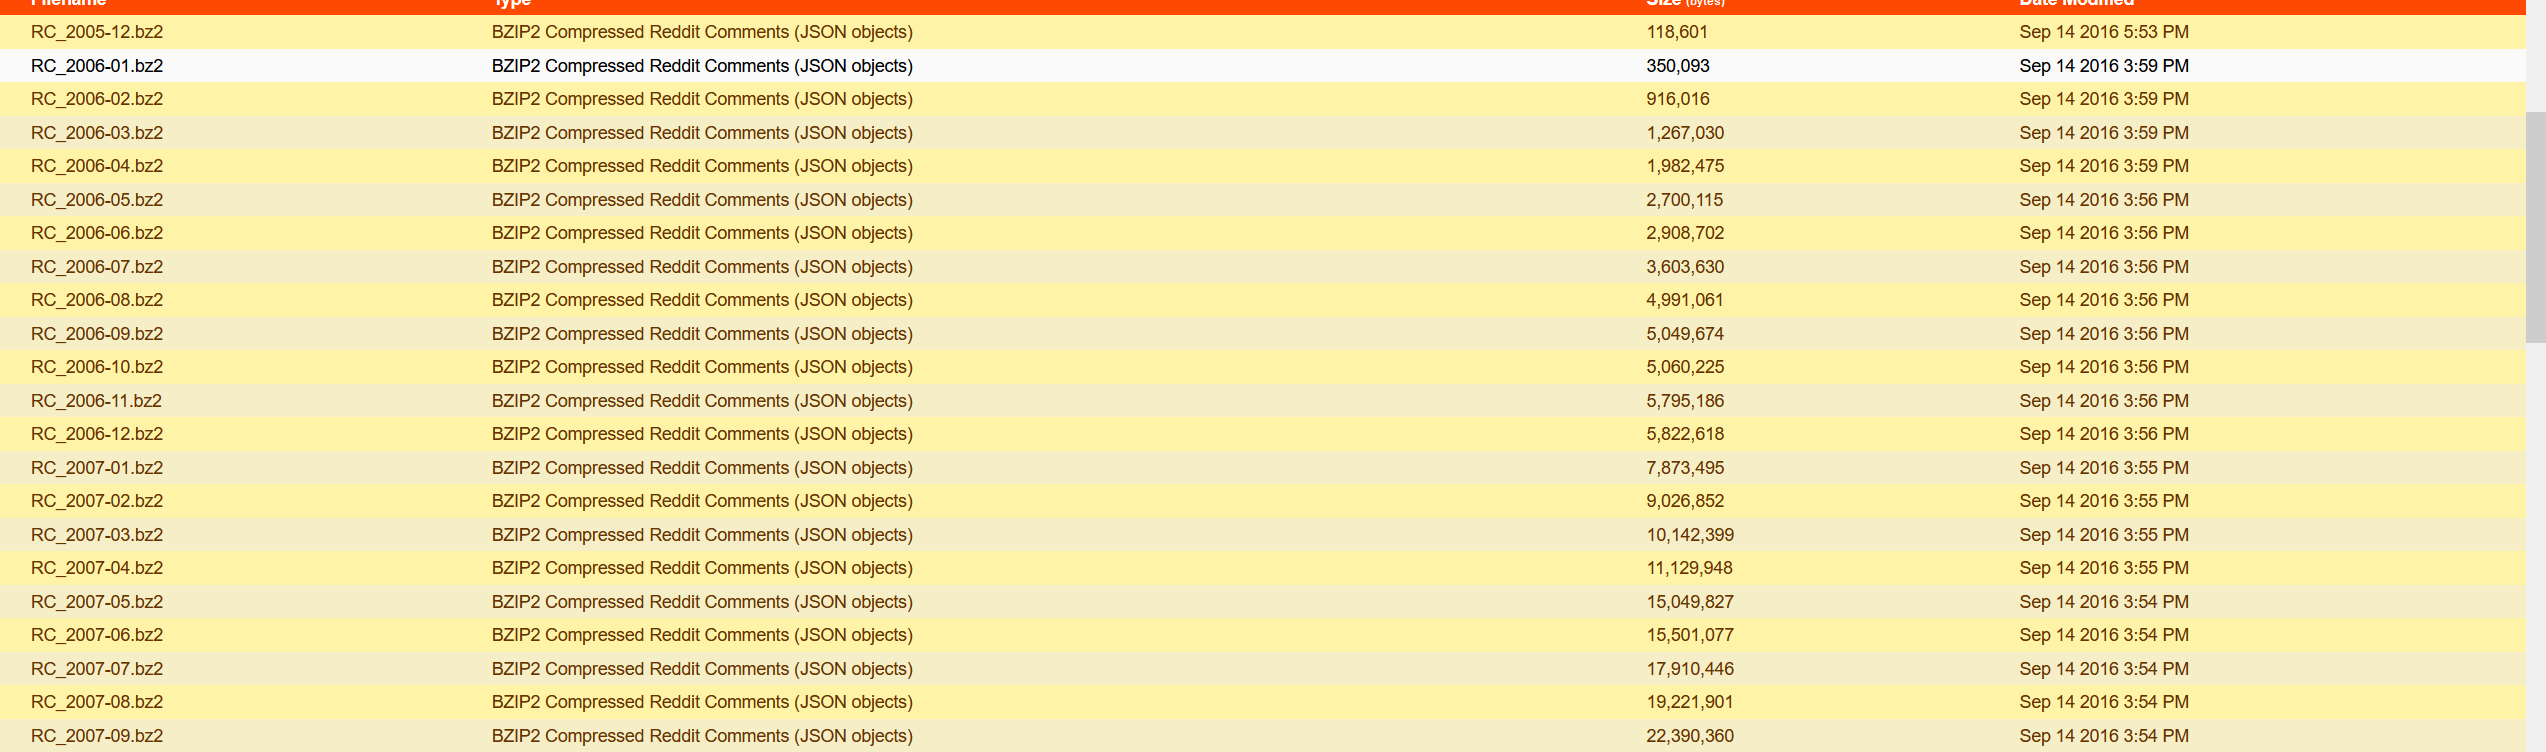 Filename Type Size (bytes) Date Modified
RC_2005-12.bz2 BZIP2 Compressed Reddit Comments (JSON objects) 118,601 Sep 14 2016 5:53 PM
RC_2006-01.bz2 BZIP2 Compressed Reddit Comments (JSON objects) 350,093 Sep 14 2016 3:59 PM
RC_2006-02.bz2 BZIP2 Compressed Reddit Comments (JSON objects) 916,016 Sep 14 2016 3:59 PM
RC_2006-03.bz2 BZIP2 Compressed Reddit Comments (JSON objects) 1,267,030 Sep 14 2016 3:59 PM
RC_2006-04.bz2 BZIP2 Compressed Reddit Comments (JSON objects) 1,982,475 Sep 14 2016 3:59 PM
RC_2006-05.bz2 BZIP2 Compressed Reddit Comments (JSON objects) 2,700,115 Sep 14 2016 3:56 PM
RC_2006-06.bz2 BZIP2 Compressed Reddit Comments (JSON objects) 2,908,702 Sep 14 2016 3:56 PM
RC_2006-07.bz2 BZIP2 Compressed Reddit Comments (JSON objects) 3,603,630 Sep 14 2016 3:56 PM
RC_2006-08.bz2 BZIP2 Compressed Reddit Comments (JSON objects) 4,991,061 Sep 14 2016 3:56 PM
RC_2006-09.bz2 BZIP2 Compressed Reddit Comments (JSON objects) 5,049,674 Sep 14 2016 3:56 PM
RC_2006-10.bz2 BZIP2 Compressed Reddit Comments (JSON objects) 5,060,225 Sep 14 2016 3:56 PM
RC_2006-11.bz2 BZIP2 Compressed Reddit Comments (JSON objects) 5,795,186 Sep 14 2016 3:56 PM
RC_2006-12.bz2 BZIP2 Compressed Reddit Comments (JSON objects) 5,822,618 Sep 14 2016 3:56 PM
RC_2007-01.bz2 BZIP2 Compressed Reddit Comments (JSON objects) 7,873,495 Sep 14 2016 3:55 PM
RC_2007-02.bz2 BZIP2 Compressed Reddit Comments (JSON objects) 9,026,852 Sep 14 2016 3:55 PM
RC_2007-03.bz2 BZIP2 Compressed Reddit Comments (JSON objects) 10,142,399 Sep 14 2016 3:55 PM
RC_2007-04.bz2 BZIP2 Compressed Reddit Comments (JSON objects) 11,129,948 Sep 14 2016 3:55 PM
RC_2007-05.bz2 BZIP2 Compressed Reddit Comments (JSON objects) 15,049,827 Sep 14 2016 3:54 PM
RC_2007-06.bz2 BZIP2 Compressed Reddit Comments (JSON objects) 15,501,077 Sep 14 2016 3:54 PM
RC_2007-07.bz2 BZIP2 Compressed Reddit Comments (JSON objects) 17,910,446 Sep 14 2016 3:54 PM
RC_2007-08.bz2 BZIP2 Compressed Reddit Comments (JSON objects) 19,221,901 Sep 14 2016 3:54 PM
RC_2007-09.bz2 BZIP2 Compressed Reddit Comments (JSON objects) 22,390,360 Sep 14 2016 3:54 PM